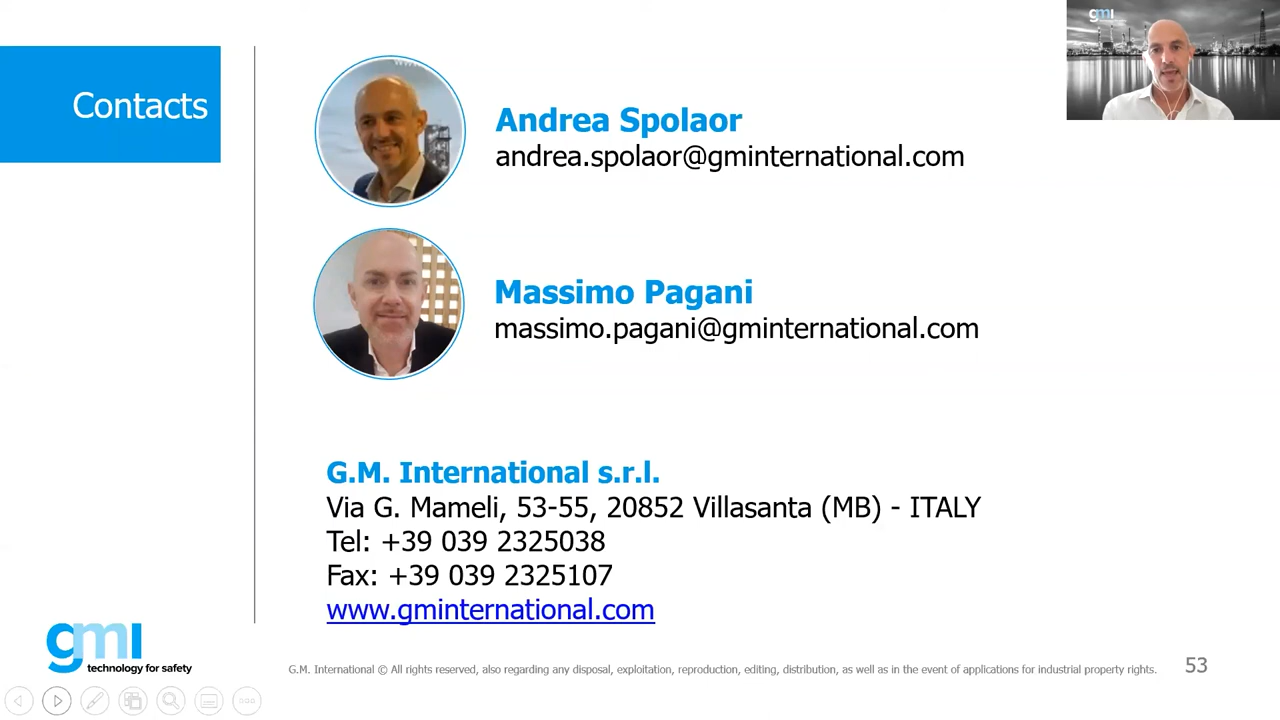 gmi
Contacts
Andrea Spolaor
andrea.spolaor@gminternational.com
Massimo Pagani
massimo.pagani@gminternational.com
G.M. International s.r.l.
Via G. Mameli, 53-55, 20852 Villasanta (MB) - ITALY
Tel: +39 039 2325038
Fax: +39 039 2325107
www.gminternational.com
gmi
technology for safety
G.M. International © All rights reserved, also regarding any disposal, exploitation, reproduction, editing, distribution, as well as in the event of applications for industrial property rights.
53